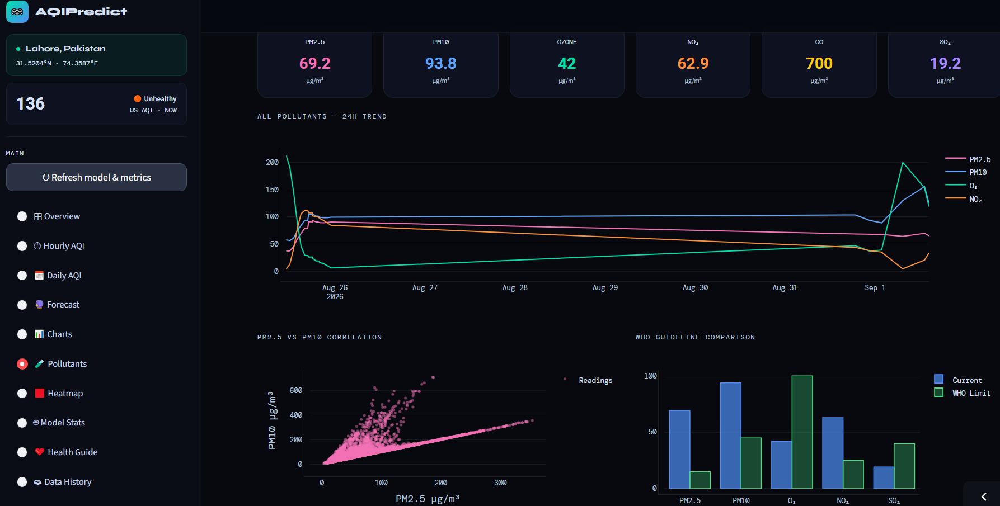 AQIPredict
Lahore, Pakistan
31.5204°N · 74.3587°E
136
Unhealthy
US AQI · NOW
MAIN
↻ Refresh model & metrics
Overview
Hourly AQI
Daily AQI
Forecast
Charts
Pollutants
Heatmap
Model Stats
Health Guide
Data History
PM2.5
69.2
µg/m³
PM10
93.8
µg/m³
OZONE
42
µg/m³
NO₂
62.9
µg/m³
CO
700
µg/m³
SO₂
19.2
µg/m³
ALL POLLUTANTS — 24H TREND
200
150
100
50
0
Aug 26
2026
Aug 27
Aug 28
Aug 29
Aug 30
Aug 31
Sep 1
PM2.5
PM10
O₃
NO₂
PM2.5 VS PM10 CORRELATION
PM10 µg/m³
600
400
200
0
0
100
200
300
PM2.5 µg/m³
Readings
WHO GUIDELINE COMPARISON
100
50
0
PM2.5
PM10
O₃
NO₂
SO₂
Current
WHO Limit